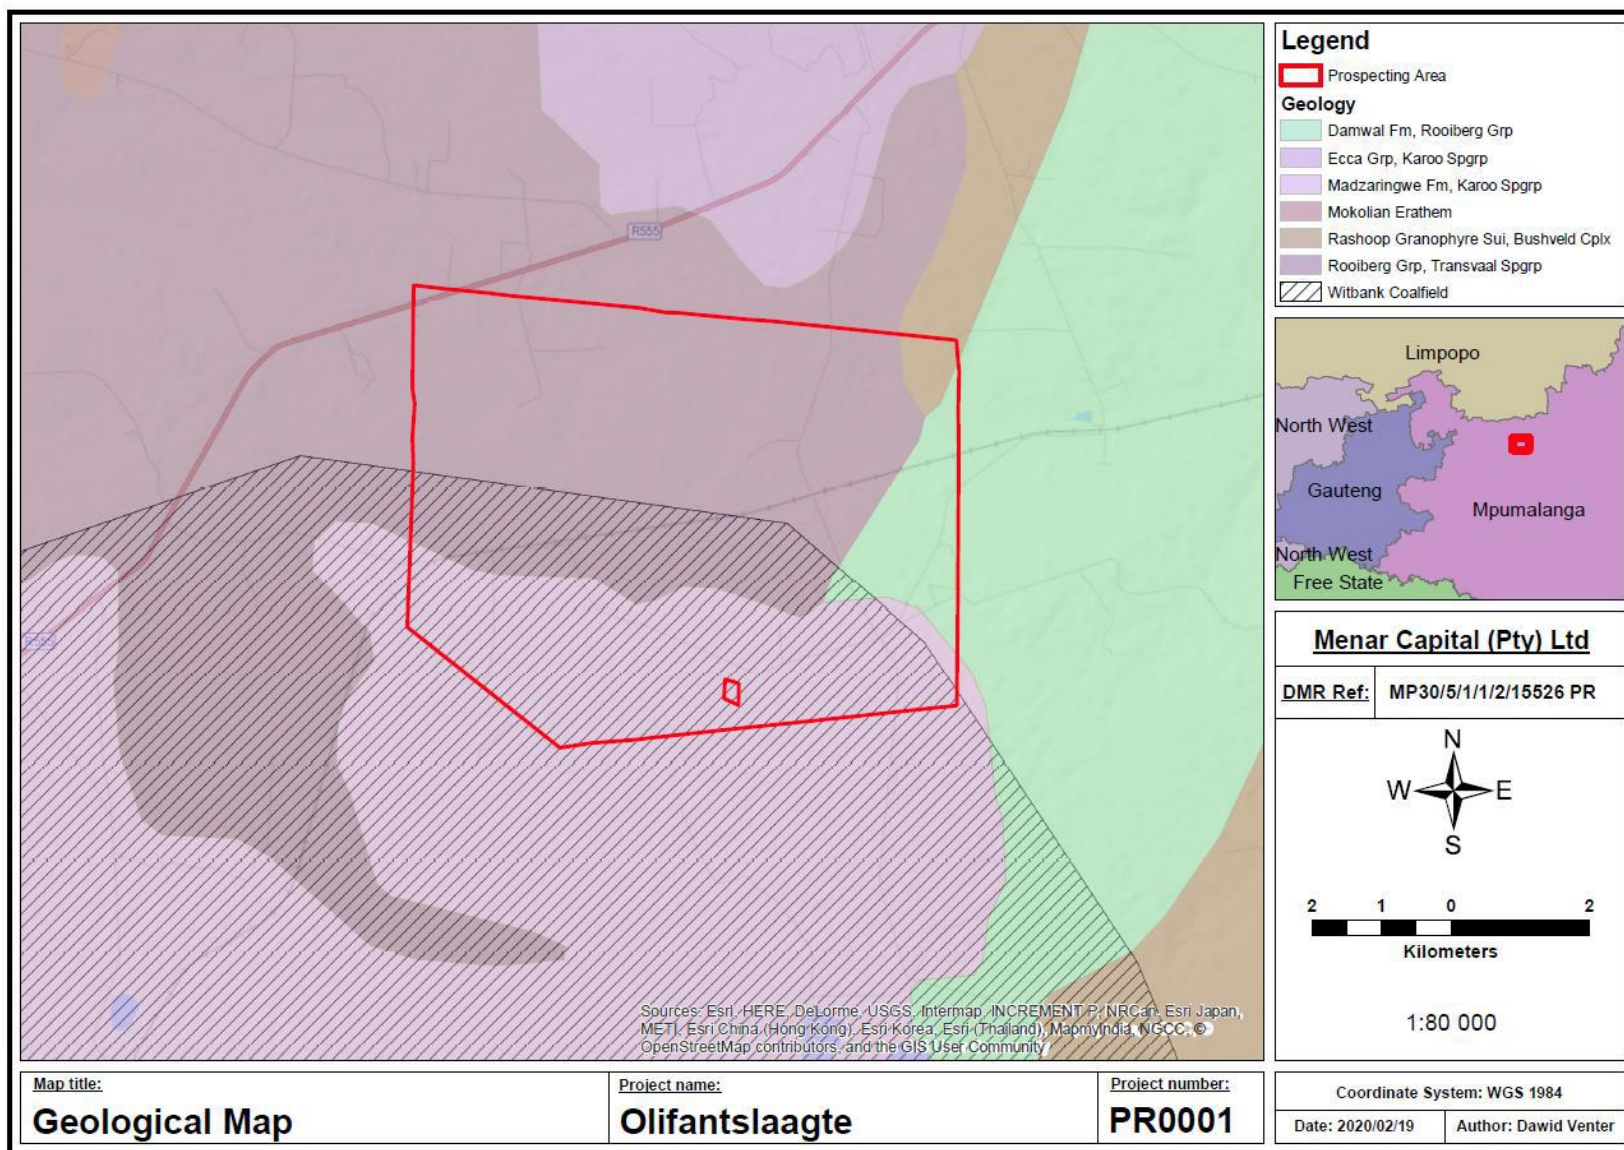 R555
R555
Sources: Esri, HERE, DeLorme, USGS, Intermap, INCREMENT P, NRCan, Esri Japan,
METI, Esri China (Hong Kong), Esri Korea, Esri (Thailand), MapmyIndia, NGCC, ©
OpenStreetMap contributors, and the GIS User Community
Legend
Prospecting Area
Geology
Damwal Fm, Rooiberg Grp
Ecca Grp, Karoo Spgrp
Madzaringwe Fm, Karoo Spgrp
Mokolian Erathem
Rashoop Granophyre Sui, Bushveld Cplx
Rooiberg Grp, Transvaal Spgrp
Witbank Coalfield
Limpopo
North West
Gauteng
Mpumalanga
North West
Free State
Menar Capital (Pty) Ltd
DMR Ref: MP30/5/1/1/2/15526 PR
N
W E
S
2 1 0 2
Kilometers
1:80 000
Map title:
Geological Map
Project name:
Olifantslaagte
Project number:
PR0001
Coordinate System: WGS 1984
Date: 2020/02/19 Author: Dawid Venter